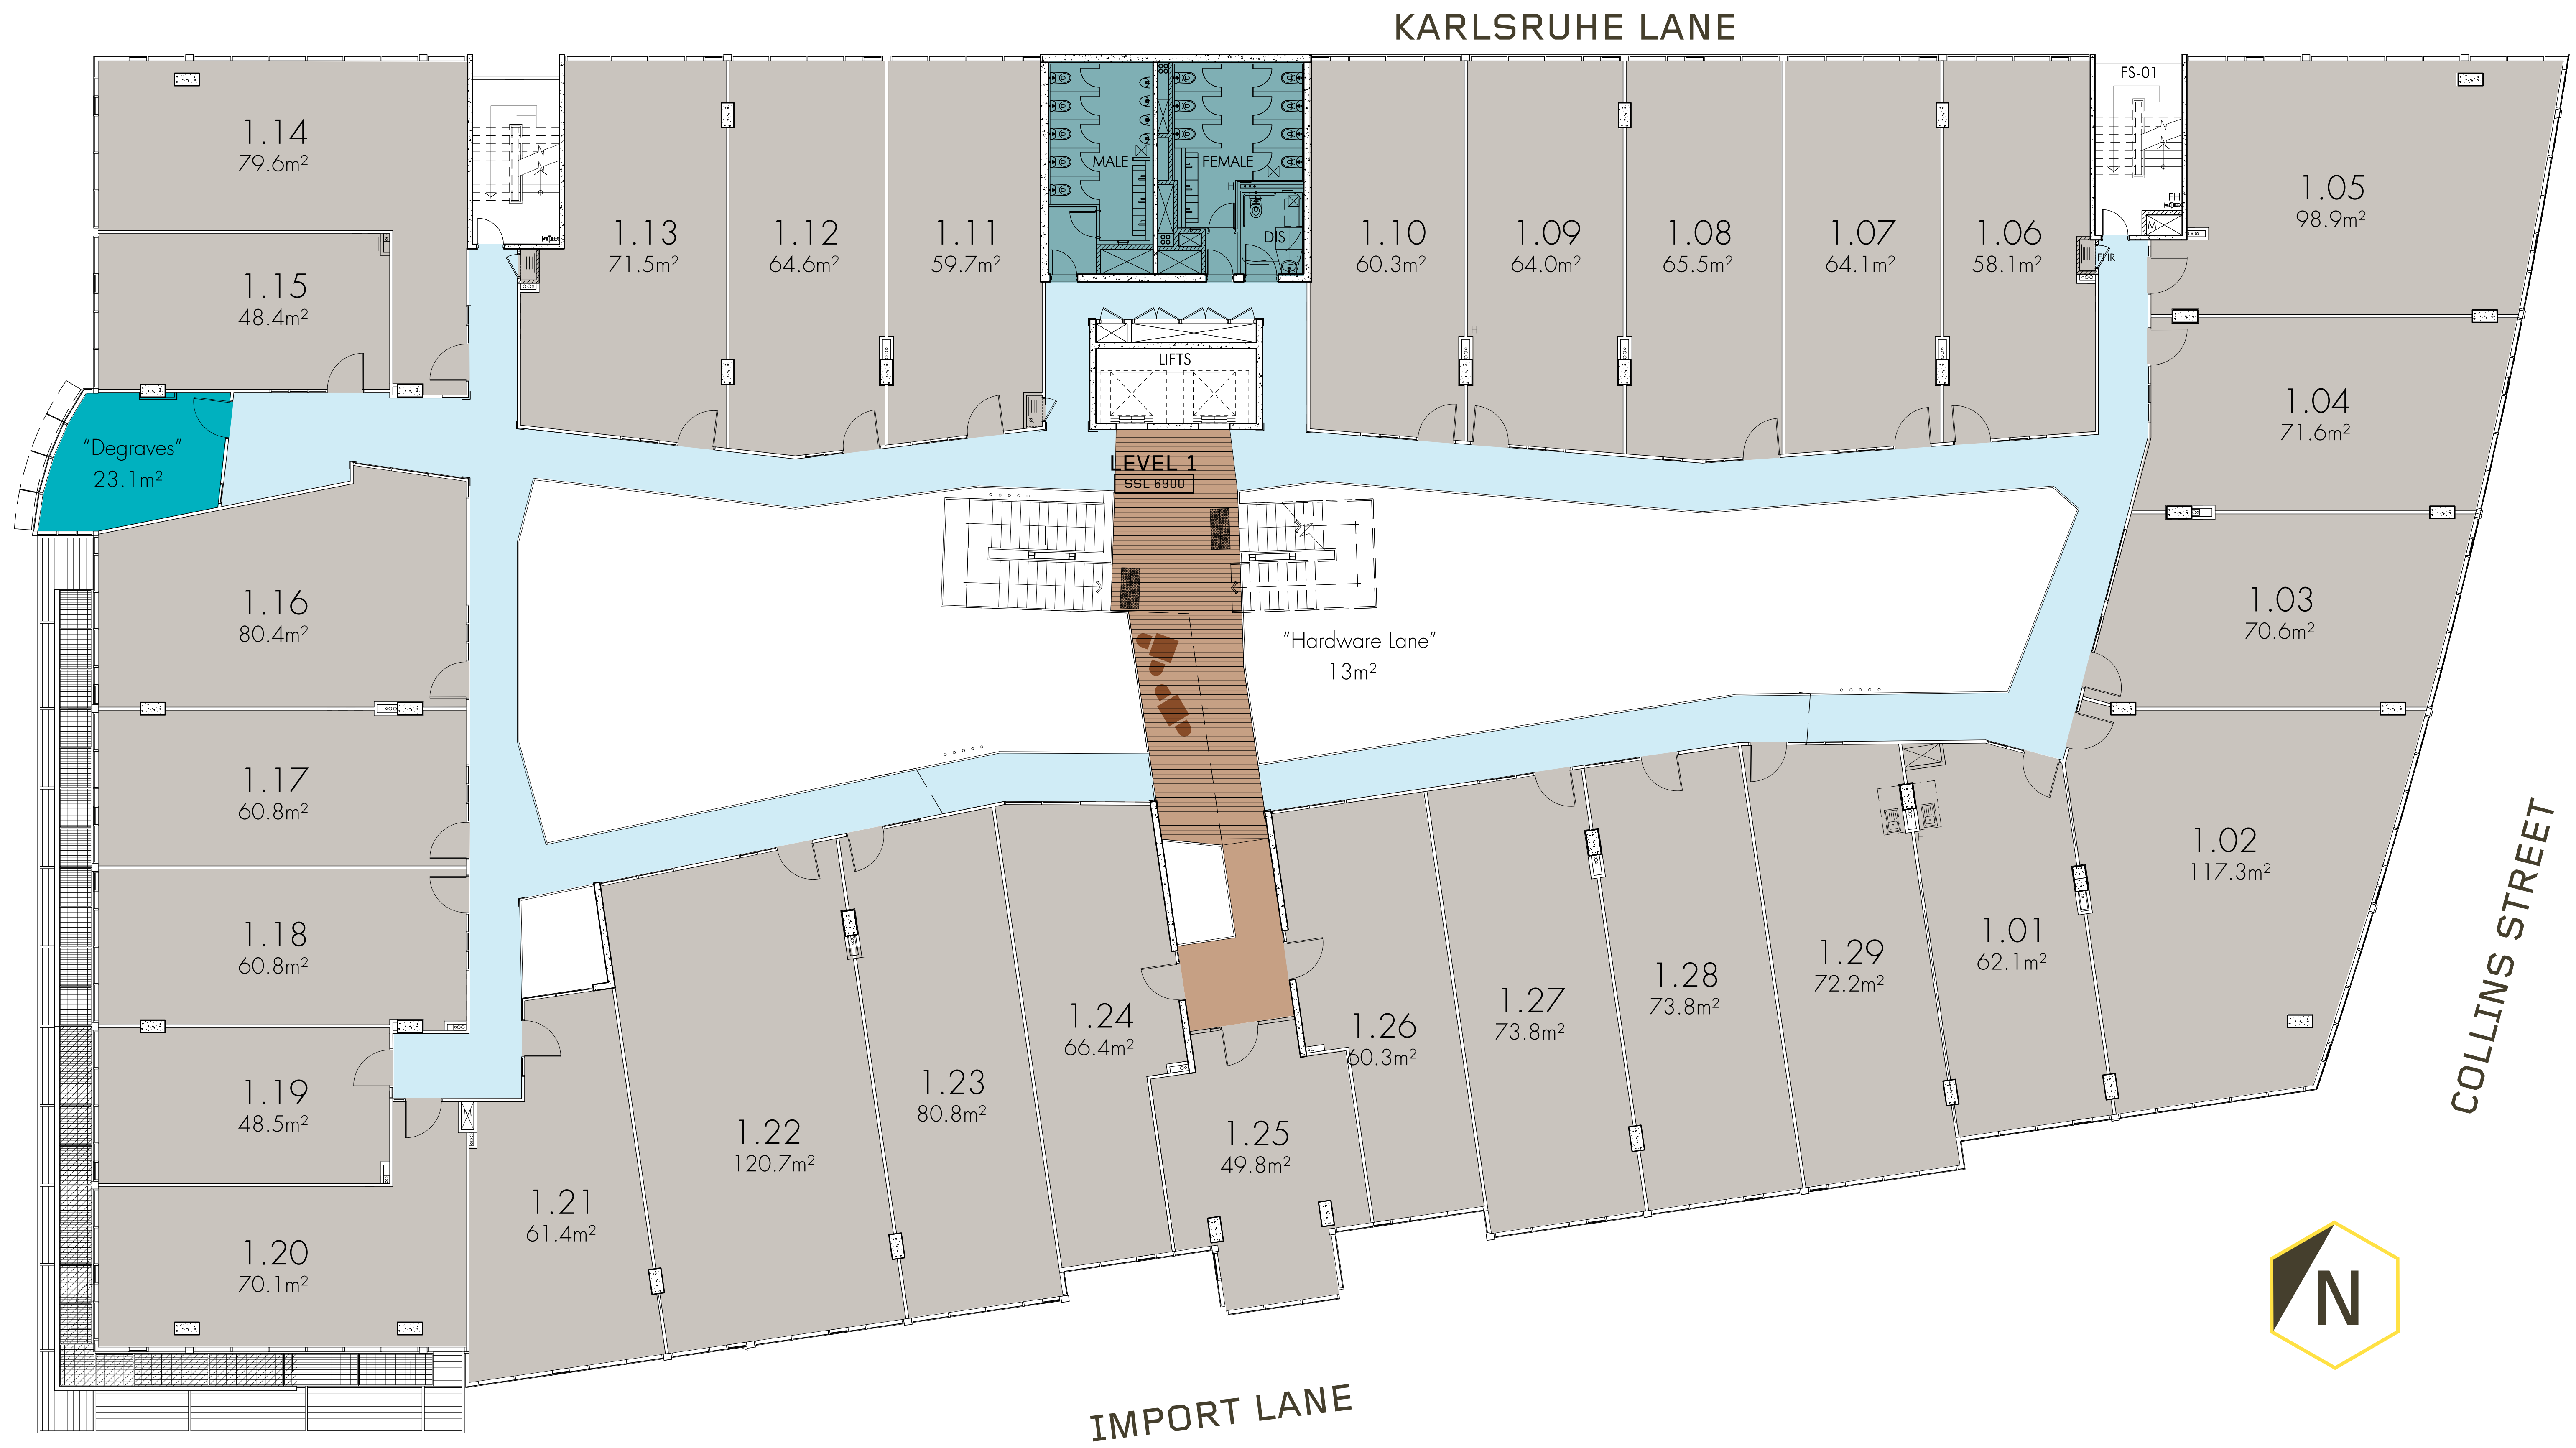 KARLSRUHE LANE
FS-01
1.14
79.6m²
MALE
FEMALE
H
DIS
1.05
98.9m²
FH
M
FHR
1.13
71.5m²
1.12
64.6m²
1.11
59.7m²
1.10
60.3m²
1.09
64.0m²
1.08
65.5m²
1.07
64.1m²
1.06
58.1m²
1.15
48.4m²
H
LIFTS
1.04
71.6m²
"Degraves"
23.1m²
LEVEL 1
SSL 6900
1.16
80.4m²
"Hardware Lane"
13m²
1.03
70.6m²
1.17
60.8m²
H
1.02
117.3m²
1.18
60.8m²
1.01
62.1m²
1.29
72.2m²
1.28
73.8m²
1.27
73.8m²
1.26
60.3m²
1.24
66.4m²
1.23
80.8m²
1.19
48.5m²
M
1.22
120.7m²
1.25
49.8m²
1.21
61.4m²
1.20
70.1m²
COLLINS STREET
N
IMPORT LANE